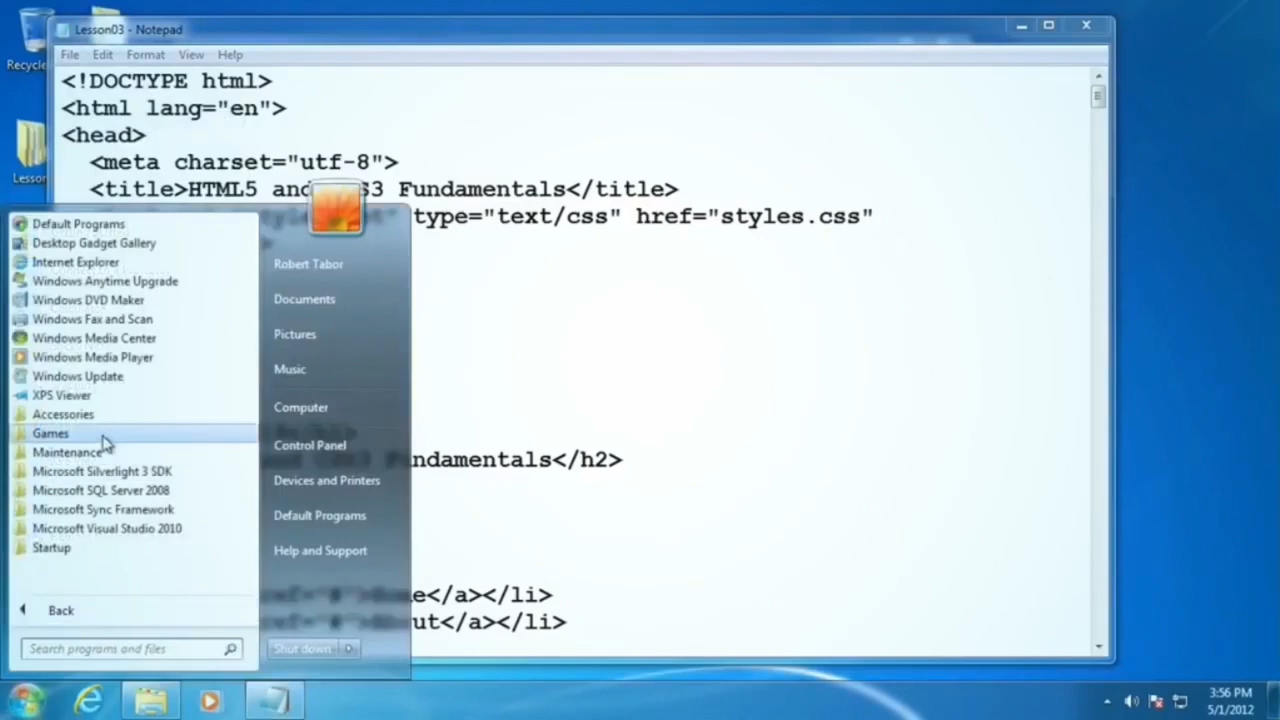 Lesson03 - Notepad
File Edit Format View Help
<!DOCTYPE html>
<html lang="en">
<head>
<meta charset="utf-8">
<title>HTML5 and CSS3 Fundamentals</title>
type="text/css" href="styles.css"
Fundamentals</h2>
</a></li>
</a></li>
Default Programs
Desktop Gadget Gallery
Internet Explorer
Windows Anytime Upgrade
Windows DVD Maker
Windows Fax and Scan
Windows Media Center
Windows Media Player
Windows Update
XPS Viewer
Accessories
Games
Maintenance
Microsoft Silverlight 3 SDK
Microsoft SQL Server 2008
Microsoft Sync Framework
Microsoft Visual Studio 2010
Startup
Back
Search programs and files
Robert Tabor
Documents
Pictures
Music
Computer
Control Panel
Devices and Printers
Default Programs
Help and Support
Shut down
3:56 PM
5/1/2012